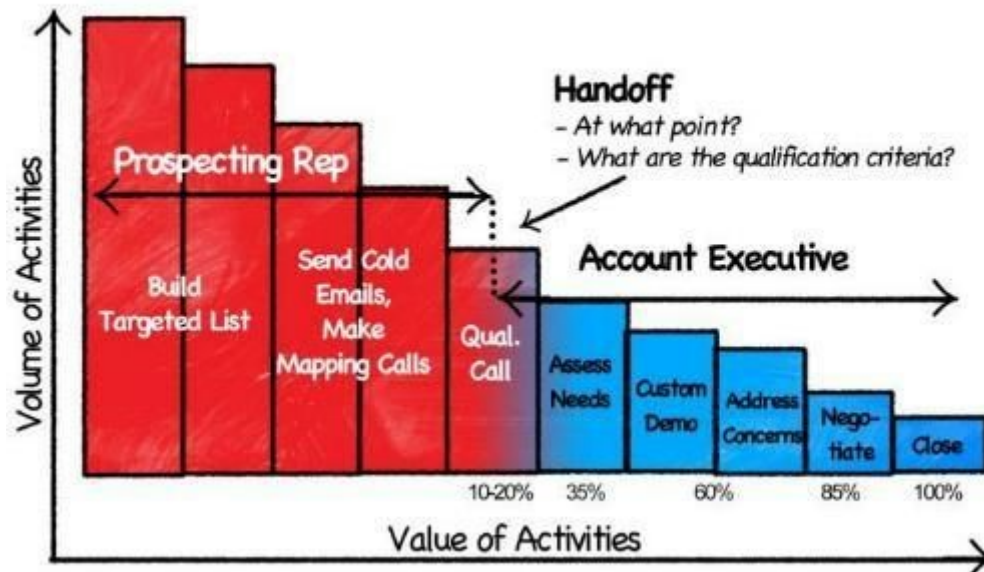 Volume of Activities
Prospecting Rep
Handoff
- At what point?
- What are the qualification criteria?
Account Executive
Build
Targeted List
Send Cold
Emails,
Make
Mapping Calls
Qual.
Call
Assess
Needs
Custom
Demo
Address
Concerns
Nego-
tiate
Close
10-20%
35%
60%
85%
100%
Value of Activities